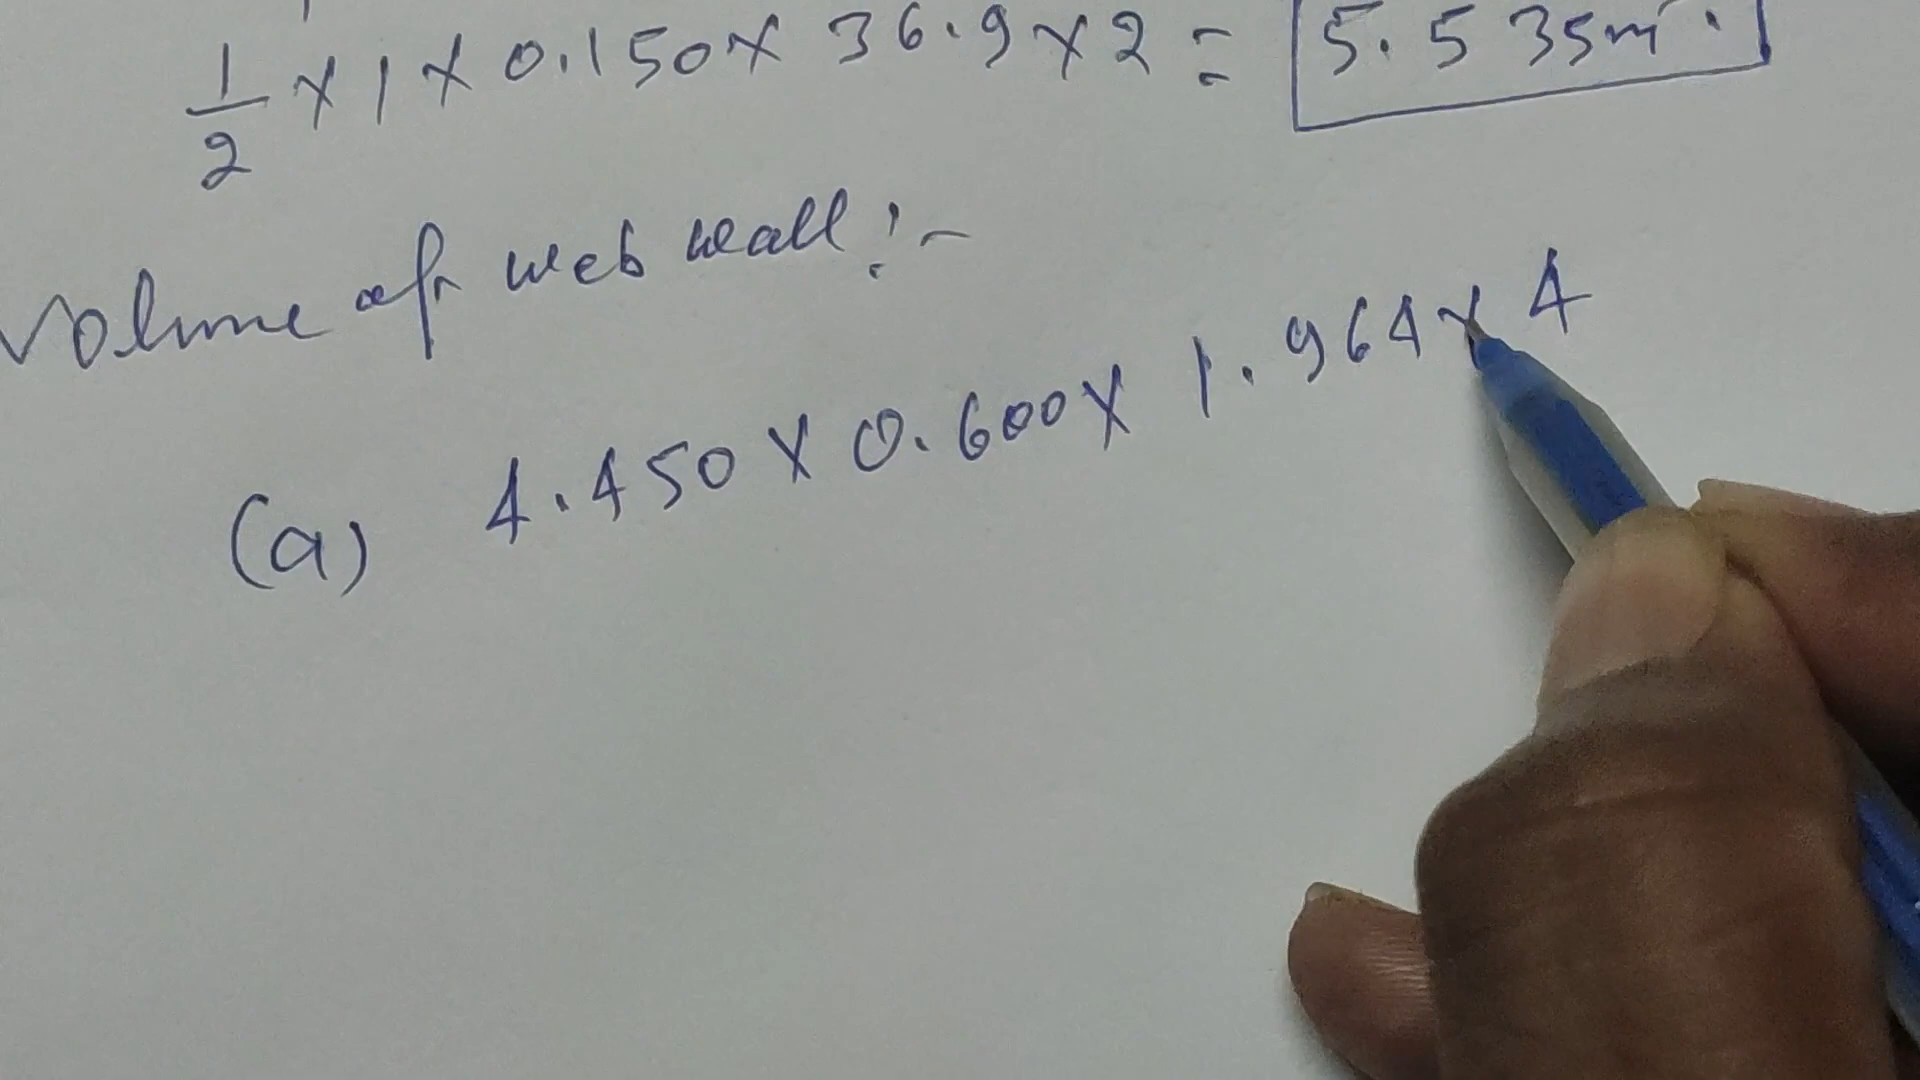 1/2 × 1 × 0.150 × 36.9 × 2 = 5.535m³.
Volume of web wall :-
(a) 4.450 × 0.600 × 1.964 × 4